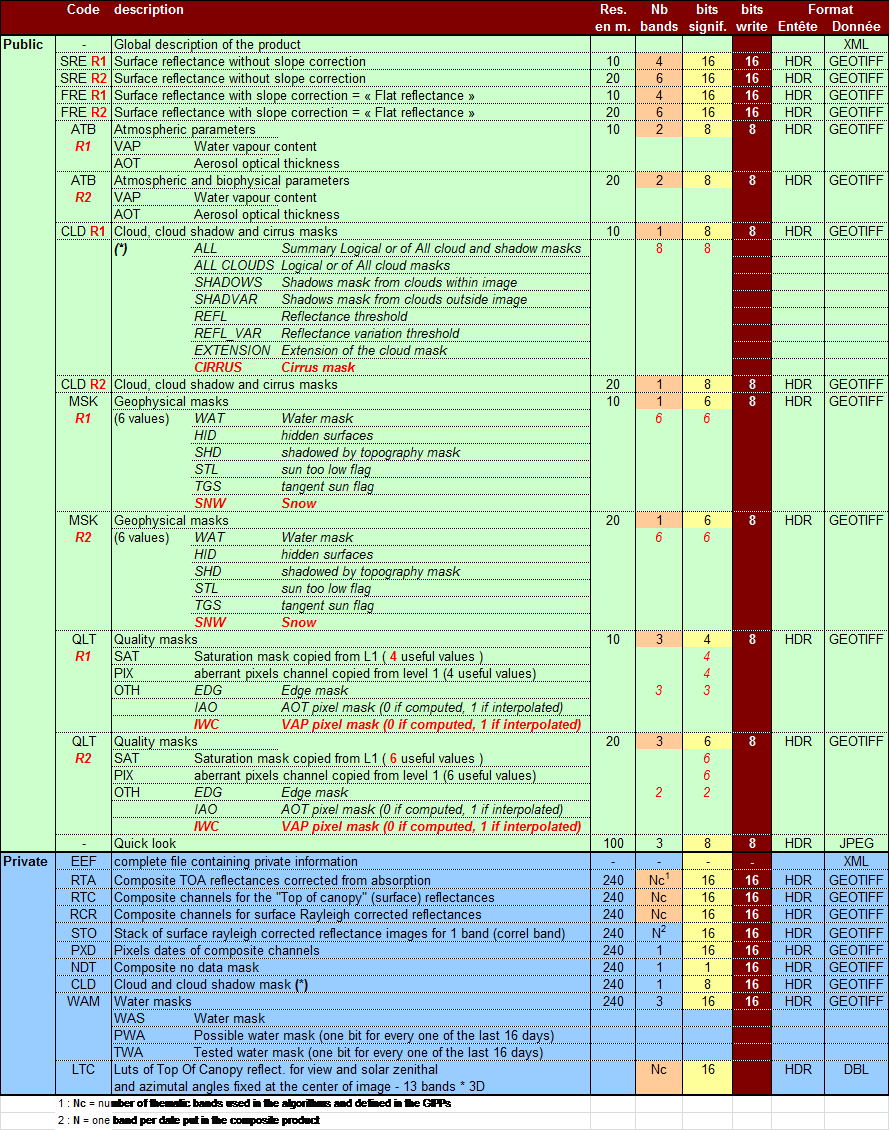 Code description Res. Nb bits bits Format
en m. bands signif. write Entête Donnée
Public - Global description of the product XML
SRE R1 Surface reflectance without slope correction 10 4 16 16 HDR GEOTIFF
SRE R2 Surface reflectance without slope correction 20 6 16 16 HDR GEOTIFF
FRE R1 Surface reflectance with slope correction = « Flat reflectance » 10 4 16 16 HDR GEOTIFF
FRE R2 Surface reflectance with slope correction = « Flat reflectance » 20 6 16 16 HDR GEOTIFF
ATB Atmospheric parameters 10 2 8 8 HDR GEOTIFF
R1 VAP Water vapour content
AOT Aerosol optical thickness
ATB Atmospheric and biophysical parameters 20 2 8 8 HDR GEOTIFF
R2 VAP Water vapour content
AOT Aerosol optical thickness
CLD R1 Cloud, cloud shadow and cirrus masks 10 1 8 8 HDR GEOTIFF
(*) ALL Summary Logical or of All cloud and shadow masks 8 8
ALL CLOUDS Logical or of All cloud masks
SHADOWS Shadows mask from clouds within image
SHADVAR Shadows mask from clouds outside image
REFL Reflectance threshold
REFL_VAR Reflectance variation threshold
EXTENSION Extension of the cloud mask
CIRRUS Cirrus mask
CLD R2 Cloud, cloud shadow and cirrus masks 20 1 8 8 HDR GEOTIFF
MSK Geophysical masks 10 1 6 8 HDR GEOTIFF
R1 (6 values) WAT Water mask 6 6
HID hidden surfaces
SHD shadowed by topography mask
STL sun too low flag
TGS tangent sun flag
SNW Snow
MSK Geophysical masks 20 1 6 8 HDR GEOTIFF
R2 (6 values) WAT Water mask 6 6
HID hidden surfaces
SHD shadowed by topography mask
STL sun too low flag
TGS tangent sun flag
SNW Snow
QLT Quality masks 10 3 4 8 HDR GEOTIFF
R1 SAT Saturation mask copied from L1 ( 4 useful values ) 4
PIX aberrant pixels channel copied from level 1 (4 useful values) 4
OTH EDG Edge mask 3 3
IAO AOT pixel mask (0 if computed, 1 if interpolated)
IWC VAP pixel mask (0 if computed, 1 if interpolated)
QLT Quality masks 20 3 6 8 HDR GEOTIFF
R2 SAT Saturation mask copied from L1 ( 6 useful values ) 6
PIX aberrant pixels channel copied from level 1 (6 useful values) 6
OTH EDG Edge mask 2 2
IAO AOT pixel mask (0 if computed, 1 if interpolated)
IWC VAP pixel mask (0 if computed, 1 if interpolated)
- Quick look 100 3 8 8 HDR JPEG
Private EEF complete file containing private information - - - - XML
RTA Composite TOA reflectances corrected from absorption 240 Nc¹ 16 16 HDR GEOTIFF
RTC Composite channels for the "Top of canopy" (surface) reflectances 240 Nc 16 16 HDR GEOTIFF
RCR Composite channels for surface Rayleigh corrected reflectances 240 Nc 16 16 HDR GEOTIFF
STO Stack of surface rayleigh corrected reflectance images for 1 band (correl band) 240 N² 16 16 HDR GEOTIFF
PXD Pixels dates of composite channels 240 1 16 16 HDR GEOTIFF
NDT Composite no data mask 240 1 1 16 HDR GEOTIFF
CLD Cloud and cloud shadow mask (*) 240 1 8 16 HDR GEOTIFF
WAM Water masks 240 3 16 16 HDR GEOTIFF
WAS Water mask
PWA Possible water mask (one bit for every one of the last 16 days)
TWA Tested water mask (one bit for every one of the last 16 days)
LTC Luts of Top Of Canopy reflect. for view and solar zenithal Nc 16 HDR DBL
and azimutal angles fixed at the center of image - 13 bands * 3D
1 : Nc = number of thematic bands used in the algorithms and defined in the GIPPs
2 : N = one band per date put in the composite product